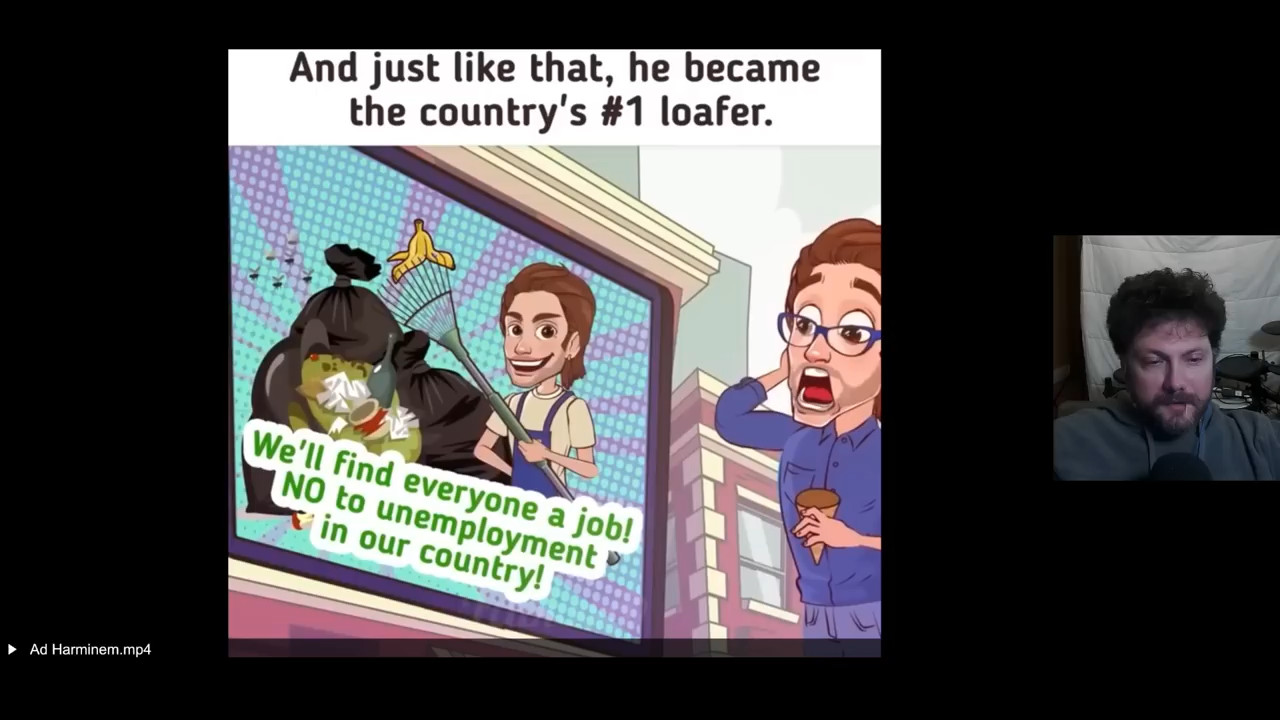 And just like that, he became
the country's #1 loafer.
We'll find everyone a job!
NO to unemployment
in our country!
Ad Harminem.mp4